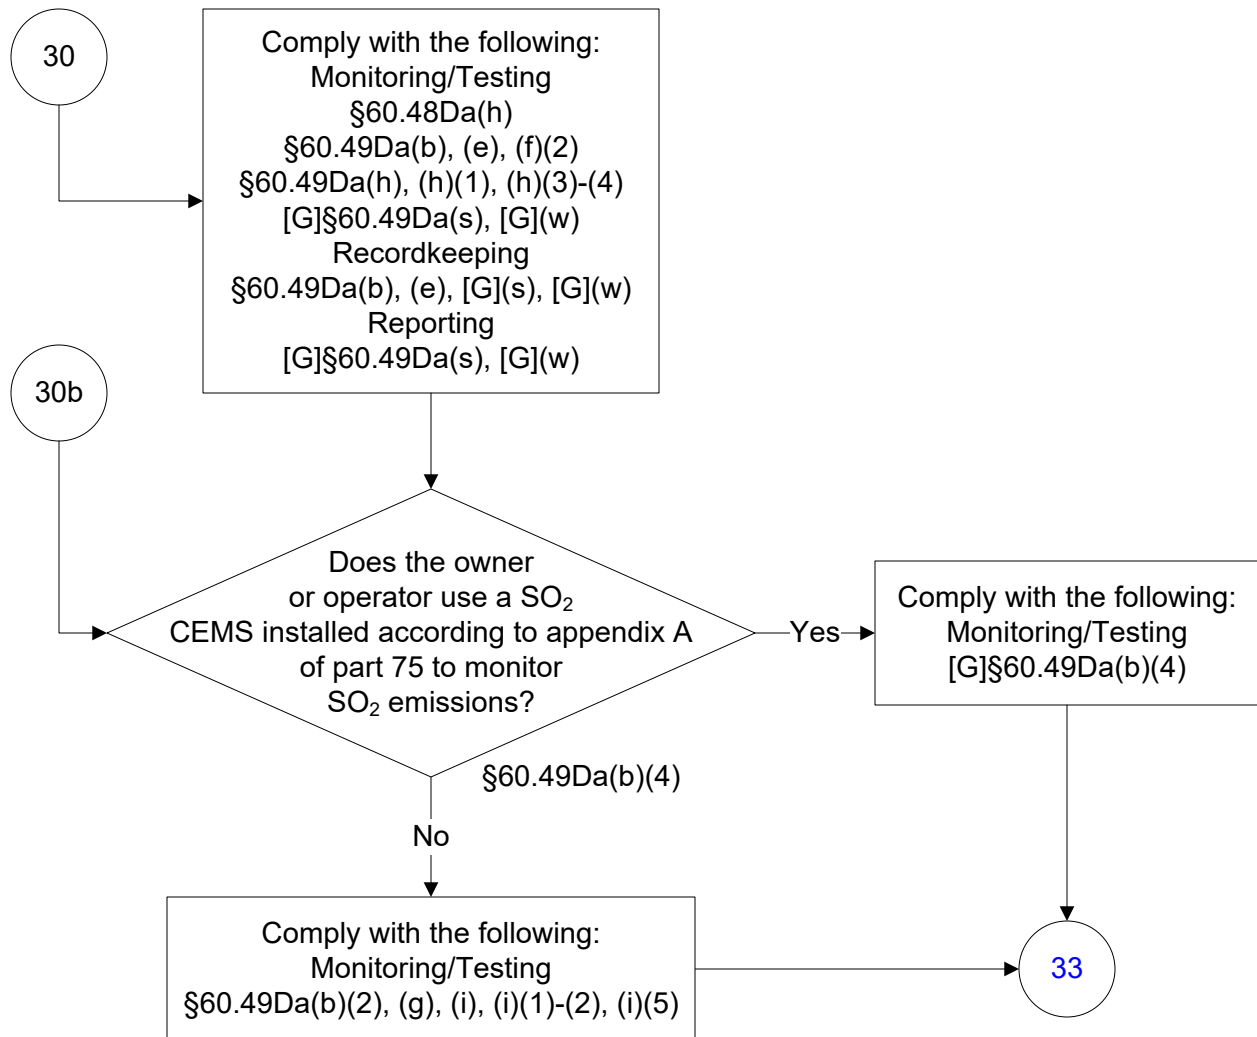 30
Comply with the following:
Monitoring/Testing
§60.48Da(h)
§60.49Da(b), (e), (f)(2)
§60.49Da(h), (h)(1), (h)(3)-(4)
[G]§60.49Da(s), [G](w)
Recordkeeping
§60.49Da(b), (e), [G](s), [G](w)
Reporting
[G]§60.49Da(s), [G](w)
30b
Does the owner
or operator use a SO₂
CEMS installed according to appendix A
of part 75 to monitor
SO₂ emissions?
Yes
Comply with the following:
Monitoring/Testing
[G]§60.49Da(b)(4)
§60.49Da(b)(4)
No
Comply with the following:
Monitoring/Testing
§60.49Da(b)(2), (g), (i), (i)(1)-(2), (i)(5)
33